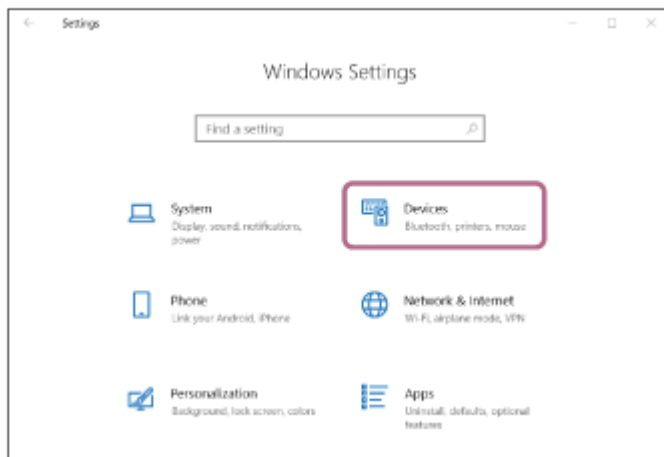 Settings
Windows Settings
Find a setting
System
Display, sound, notifications,
power
Devices
Bluetooth, printers, mouse
Phone
Link your Android, iPhone
Network & Internet
Wi-Fi, airplane mode, VPN
Personalization
Background, lock screen, colors
Apps
Uninstall, defaults, optional
features